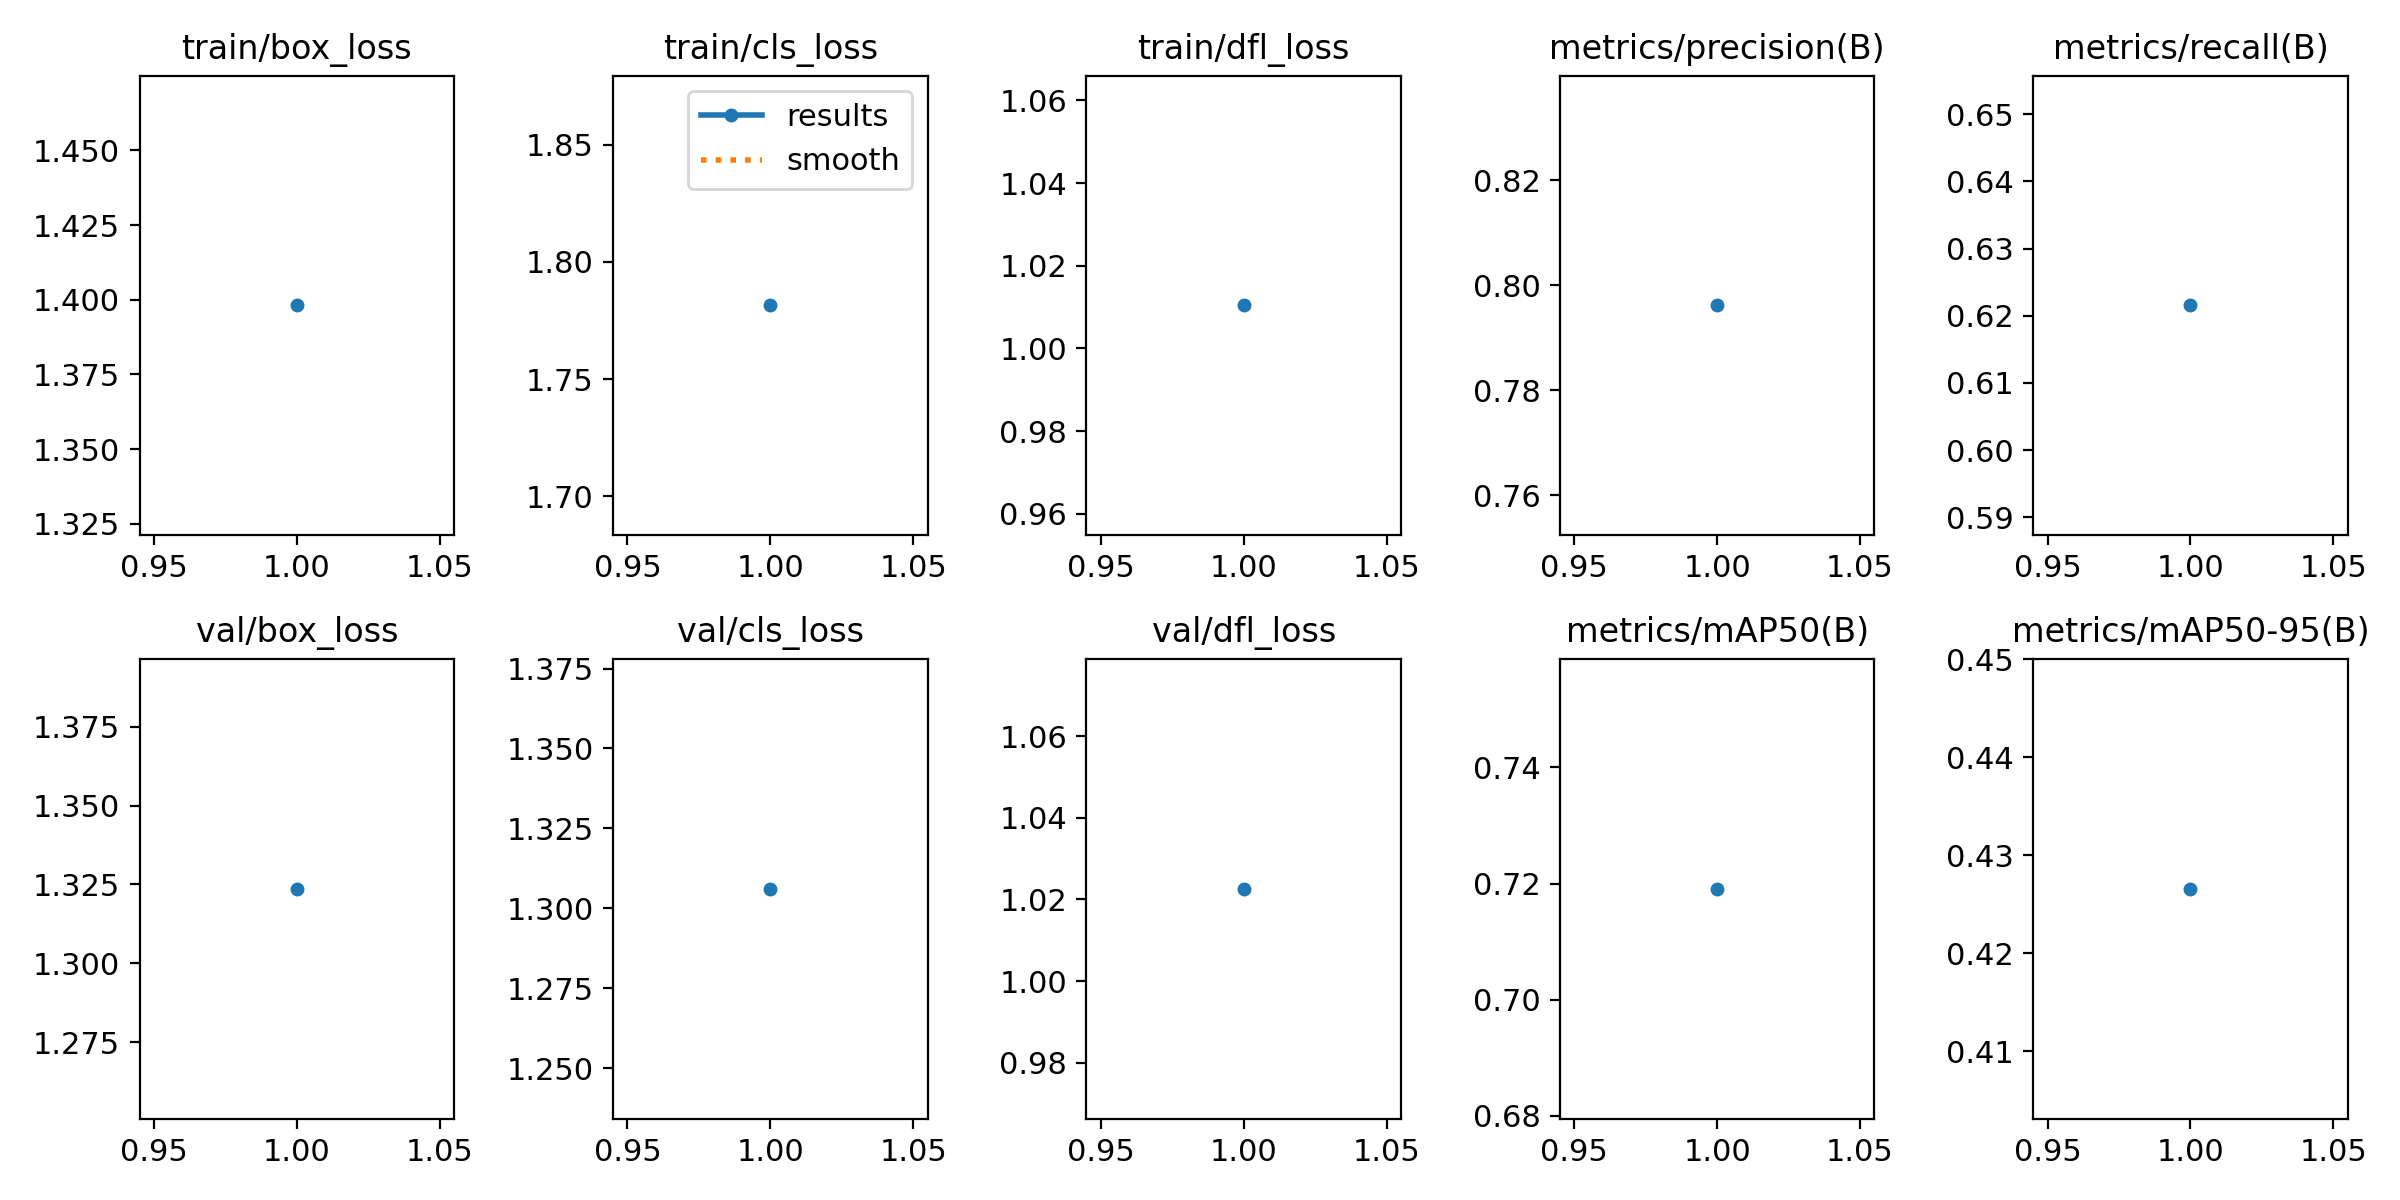 train/box_loss
1.450
1.425
1.400
1.375
1.350
1.325
0.95 1.00 1.05
train/cls_loss
results
smooth
1.85
1.80
1.75
1.70
0.95 1.00 1.05
train/dfl_loss
1.06
1.04
1.02
1.00
0.98
0.96
0.95 1.00 1.05
metrics/precision(B)
0.82
0.80
0.78
0.76
0.95 1.00 1.05
metrics/recall(B)
0.65
0.64
0.63
0.62
0.61
0.60
0.59
0.95 1.00 1.05
val/box_loss
1.375
1.350
1.325
1.300
1.275
0.95 1.00 1.05
val/cls_loss
1.375
1.350
1.325
1.300
1.275
1.250
0.95 1.00 1.05
val/dfl_loss
1.06
1.04
1.02
1.00
0.98
0.95 1.00 1.05
metrics/mAP50(B)
0.74
0.72
0.70
0.68
0.95 1.00 1.05
metrics/mAP50-95(B)
0.45
0.44
0.43
0.42
0.41
0.95 1.00 1.05